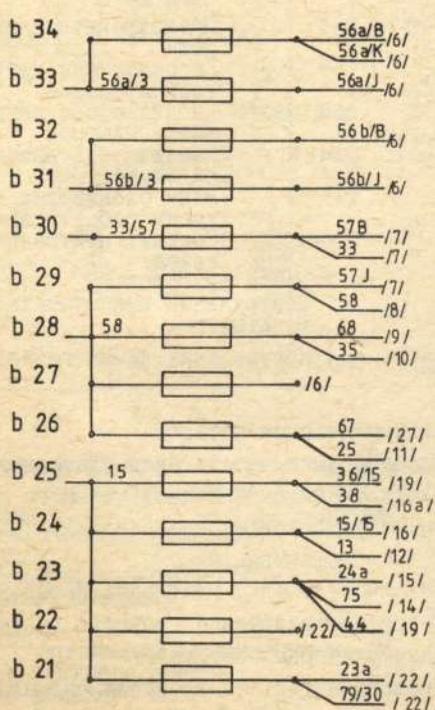 b 34 56a/B /6/
56a/K /6/
b 33 56a/3 56a/J /6/
b 32 56b/B /6/
b 31 56b/3 56b/J /6/
b 30 33/57 57B /7/
33 /7/
b 29 57J /7/
58 /8/
b 28 58 68 /9/
35 /10/
b 27 /6/
b 26 67 /27/
25 /11/
b 25 15 36/15 /19/
38 /16a/
b 24 15/15 /16/
13 /12/
b 23 24a /15/
75 /14/
44 /19/
b 22 /22/
b 21 23a /22/
79/30 /22/